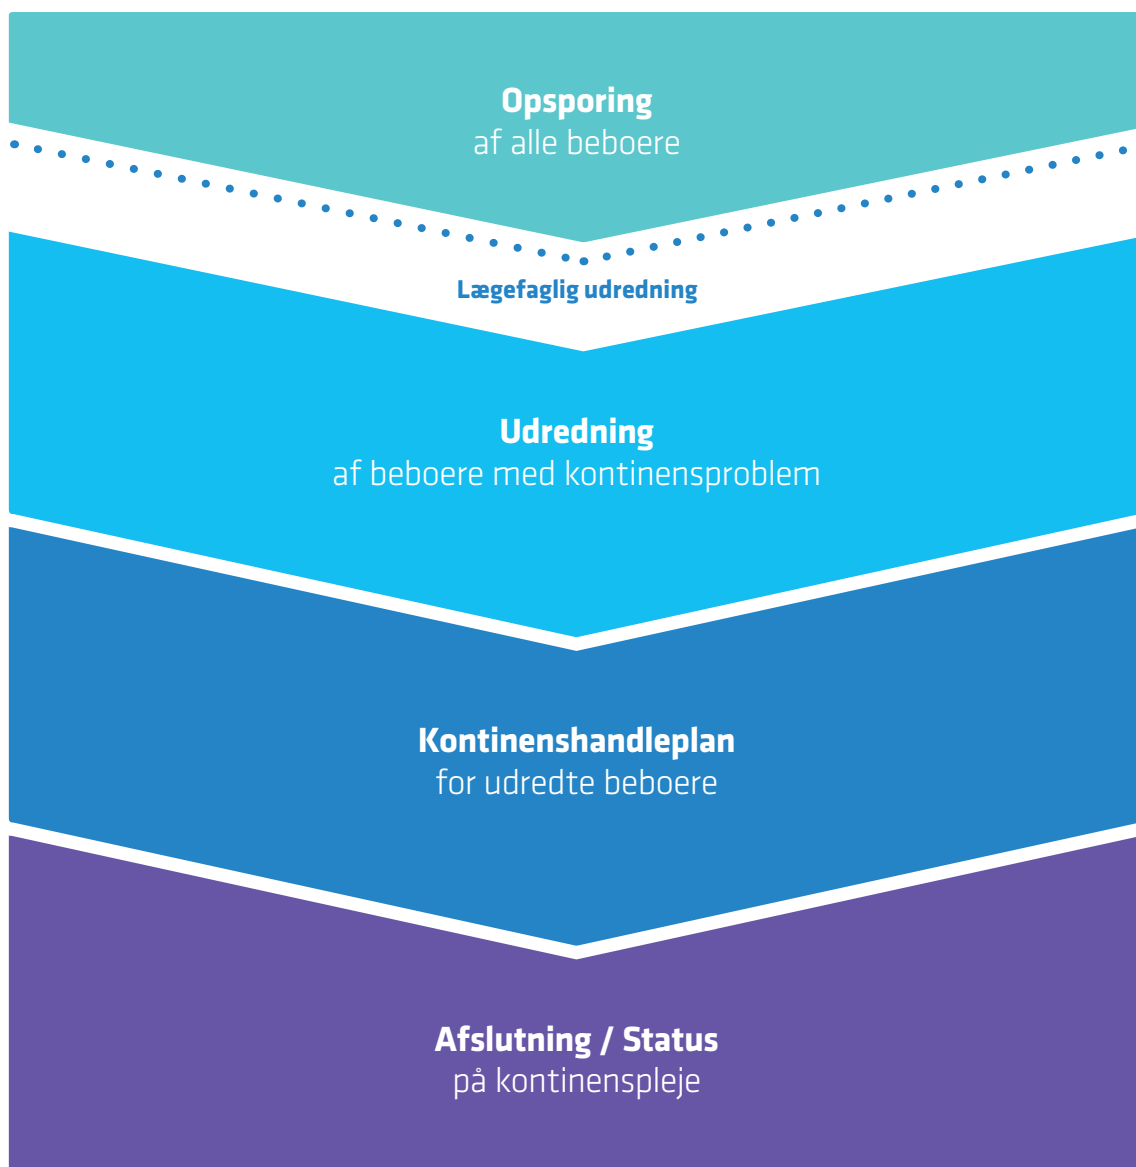 Opsporing
af alle beboere
Lægefaglig udredning
Udredning
af beboere med kontinensproblem
Kontinenshandleplan
for udredte beboere
Afslutning / Status
på kontinenspleje